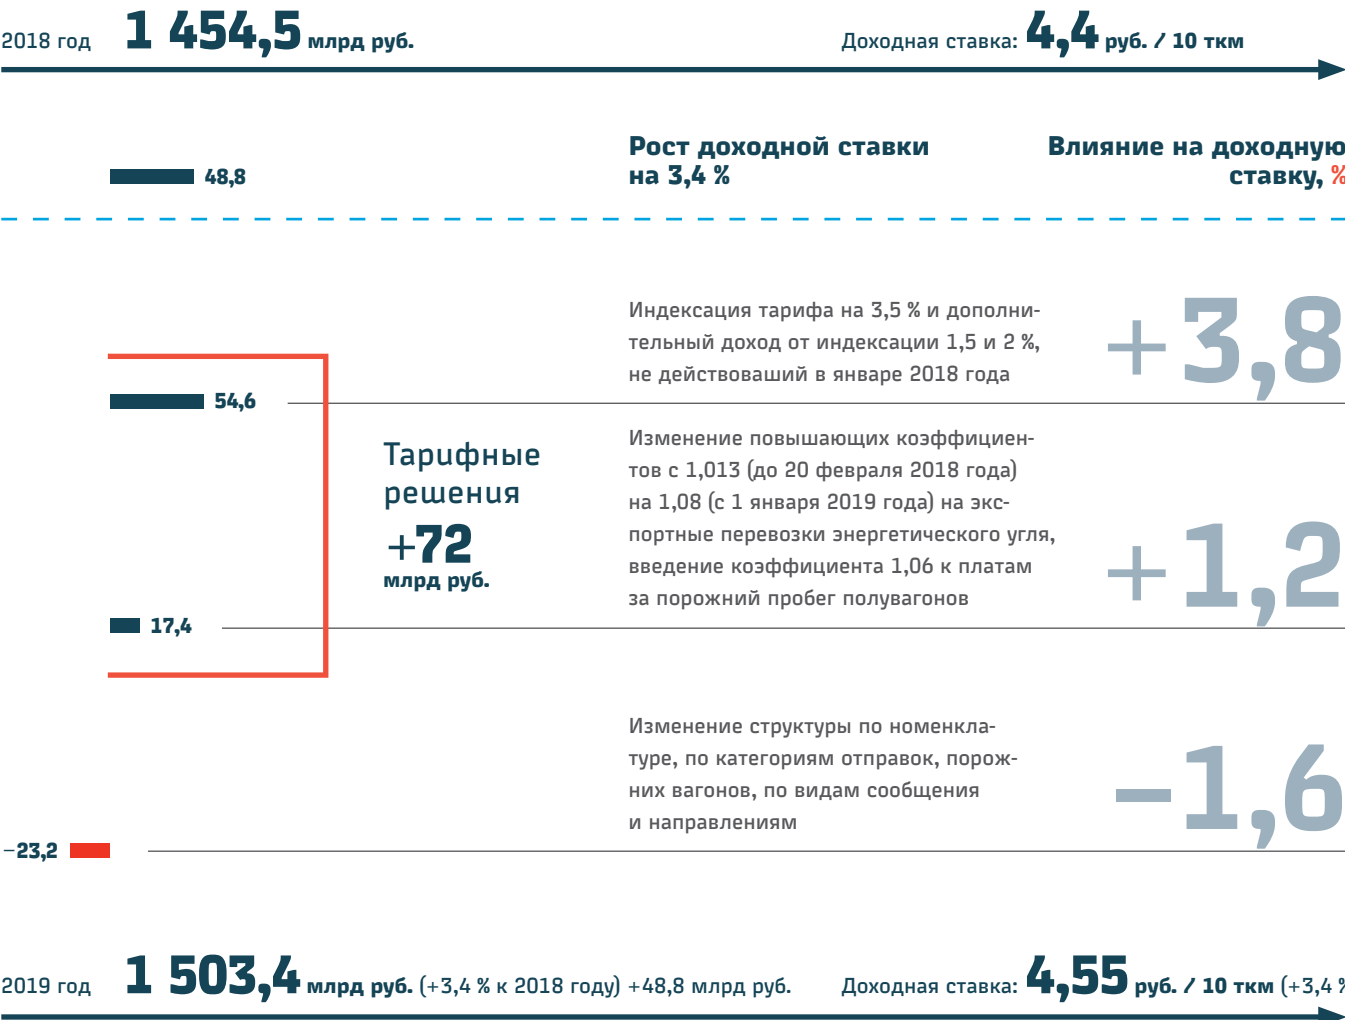 2018 год 1 454,5 млрд руб. Доходная ставка: 4,4 руб. / 10 ткм
Рост доходной ставки
на 3,4 %
Влияние на доходную
ставку, %
48,8
Индексация тарифа на 3,5 % и дополни-
тельный доход от индексации 1,5 и 2 %,
не действоваший в январе 2018 года
+3,8
54,6
Тарифные
решения
+72
млрд руб.
Изменение повышающих коэффициен-
тов с 1,013 (до 20 февраля 2018 года)
на 1,08 (с 1 января 2019 года) на экс-
портные перевозки энергетического угля,
введение коэффициента 1,06 к платам
за порожний пробег полувагонов
+1,2
17,4
Изменение структуры по номенкла-
туре, по категориям отправок, порож-
них вагонов, по видам сообщения
и направлениям
–1,6
–23,2
2019 год 1 503,4 млрд руб. (+3,4 % к 2018 году) +48,8 млрд руб. Доходная ставка: 4,55 руб. / 10 ткм (+3,4 %